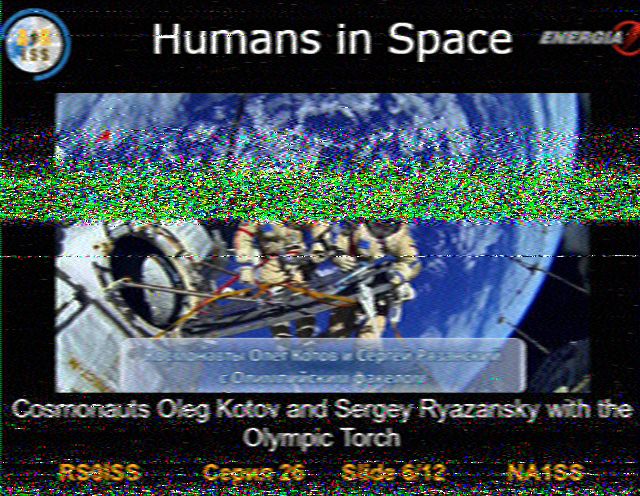 Humans in Space
ENERGIA
ISS
Космонавты Олег Котов и Сергей Рязанский
с Олимпийским факелом
Cosmonauts Oleg Kotov and Sergey Ryazansky with the
Olympic Torch
RS0ISS Серия 26 Slide 6/12 NA1SS